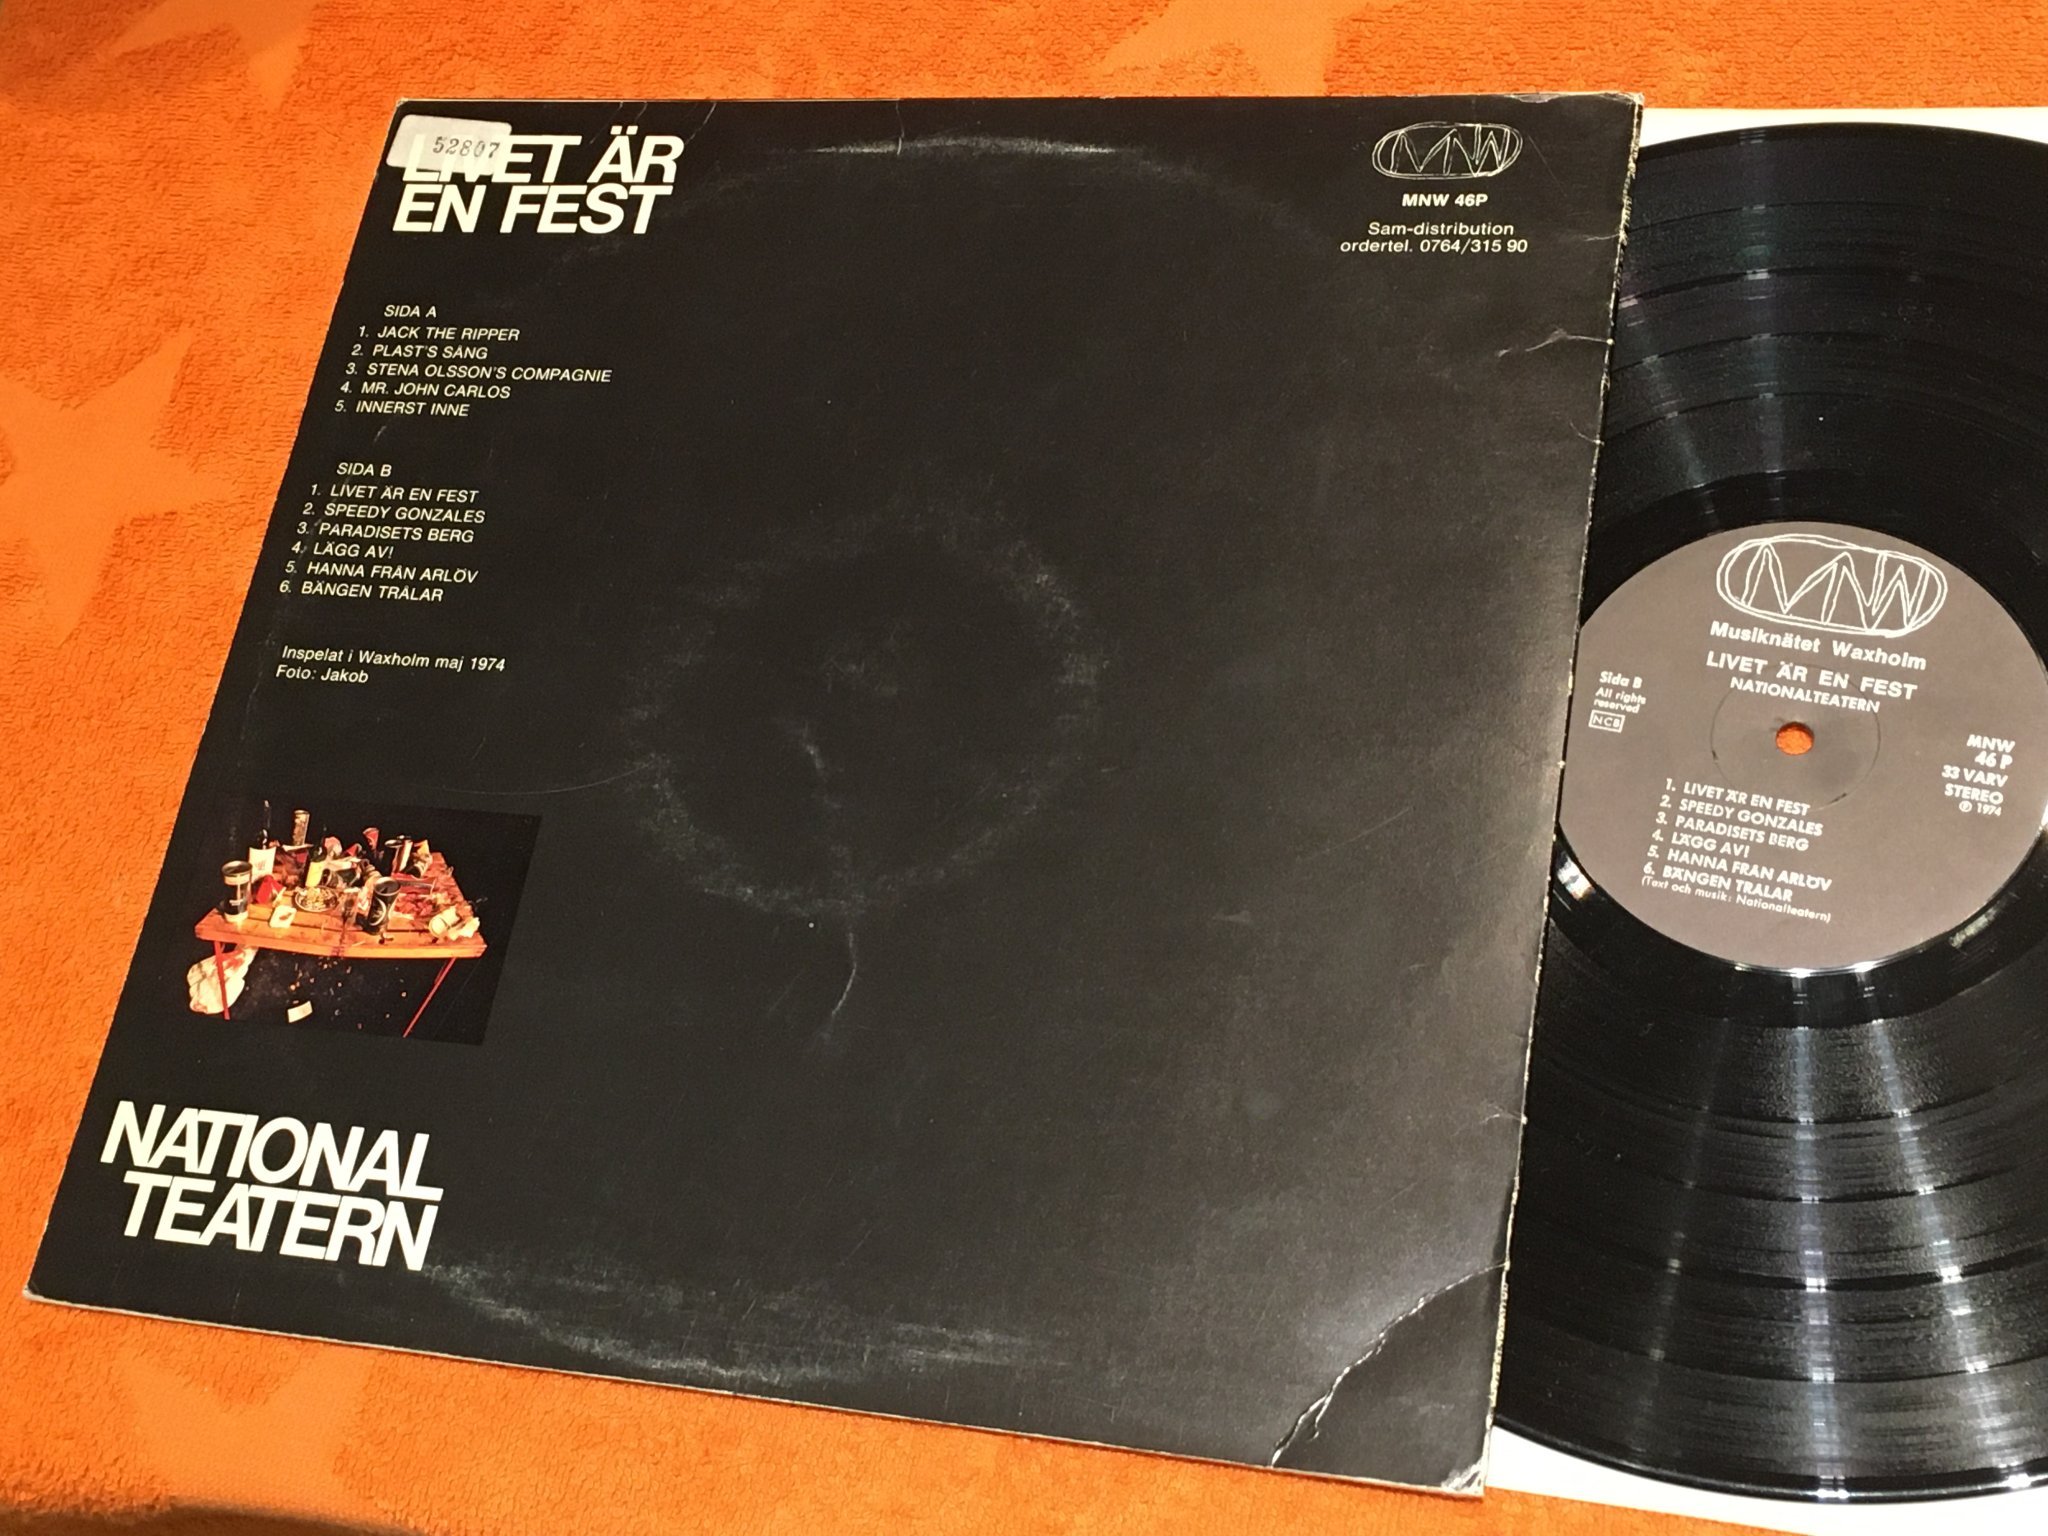 52807
LIVET ÄR
EN FEST
MNW
MNW 46P
Sam-distribution
ordertel. 0764/315 90
SIDA A
1. JACK THE RIPPER
2. PLAST'S SÅNG
3. STENA OLSSON'S COMPAGNIE
4. MR. JOHN CARLOS
5. INNERST INNE
SIDA B
1. LIVET ÄR EN FEST
2. SPEEDY GONZALES
3. PARADISETS BERG
4. LÄGG AV!
5. HANNA FRÅN ARLÖV
6. BÄNGEN TRÅLAR
Inspelat i Waxholm maj 1974
Foto: Jakob
NATIONAL
TEATERN
MNW
Musiknätet Waxholm
LIVET ÄR EN FEST
NATIONALTEATERN
Sida B
All rights
reserved
NCB
MNW
46 P
33 VARV
STEREO
℗ 1974
1. LIVET ÄR EN FEST
2. SPEEDY GONZALES
3. PARADISETS BERG
4. LÄGG AV!
5. HANNA FRÅN ARLÖV
6. BÄNGEN TRÅLAR
(Text och musik: Nationalteatern)